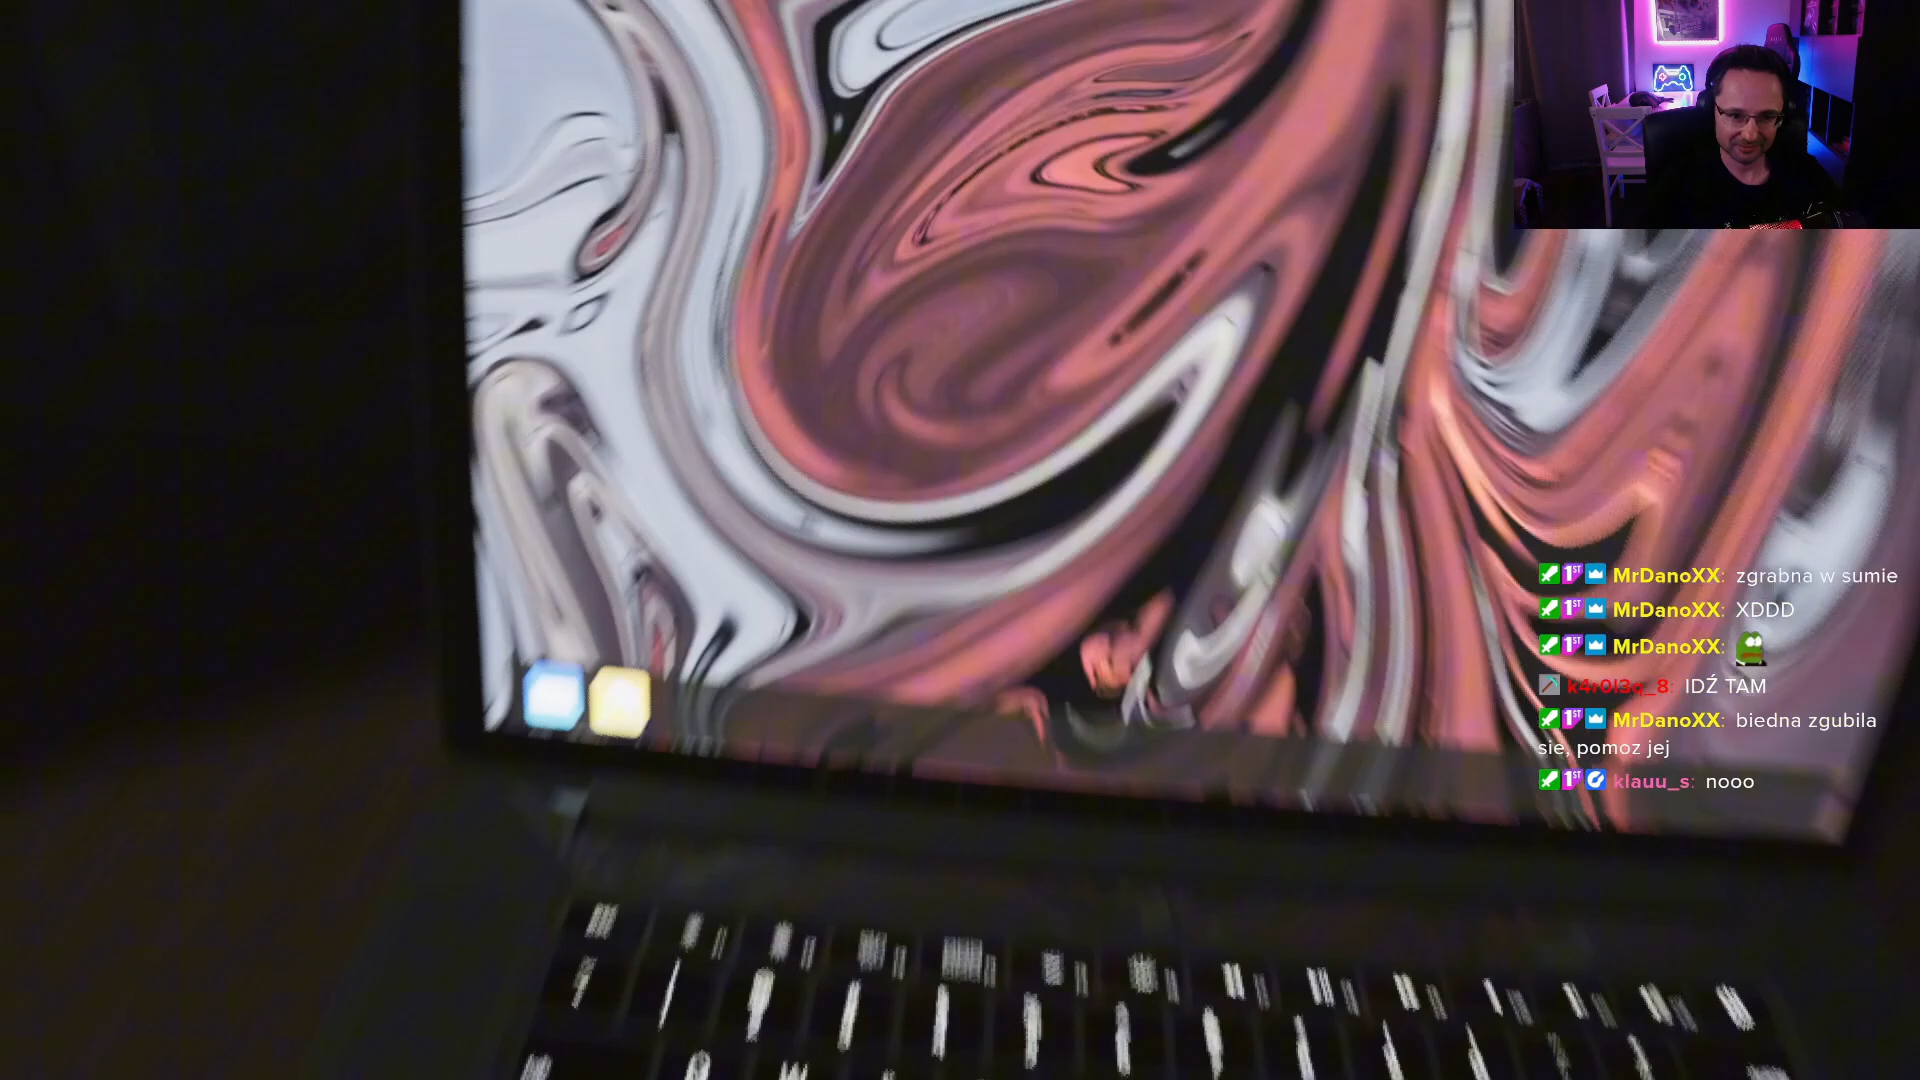 MrDanoXX: zgrabna w sumie
MrDanoXX: XDDD
MrDanoXX:
k4r0l3q_8: IDŹ TAM
MrDanoXX: biedna zgubila
sie, pomoz jej
klauu_s: nooo